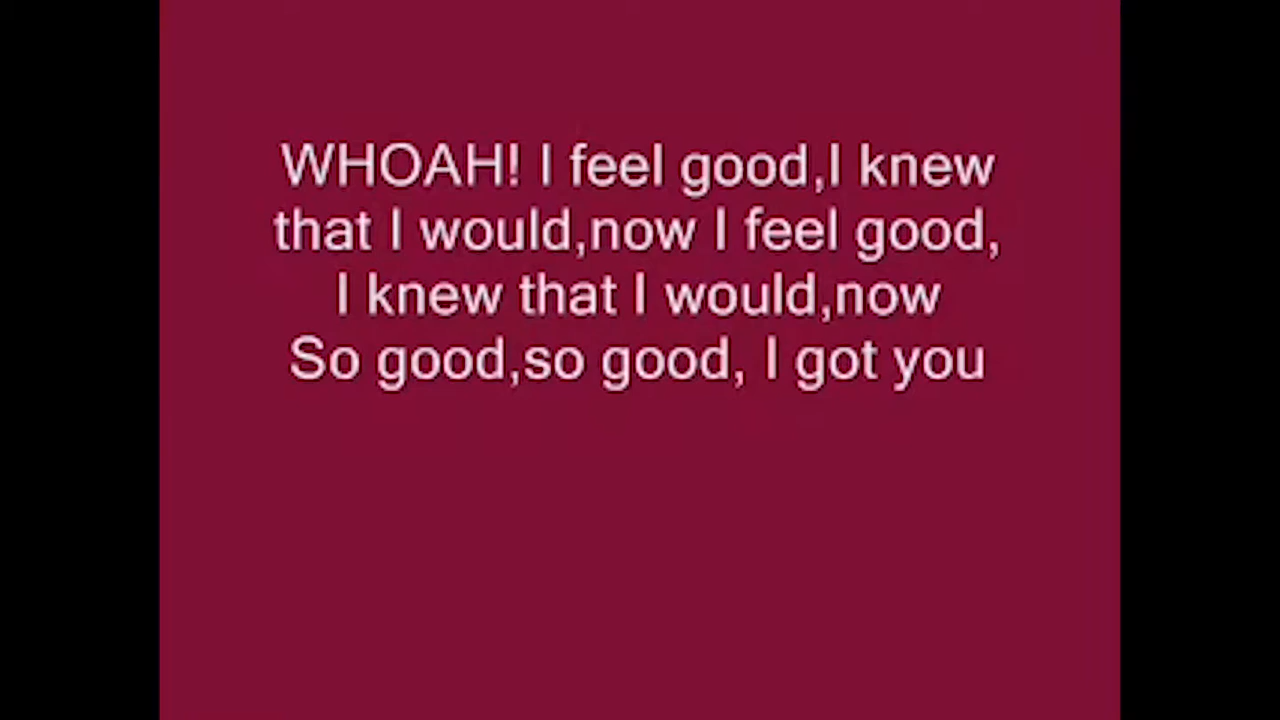 WHOAH! I feel good,I knew
that I would,now I feel good,
I knew that I would,now
So good,so good, I got you